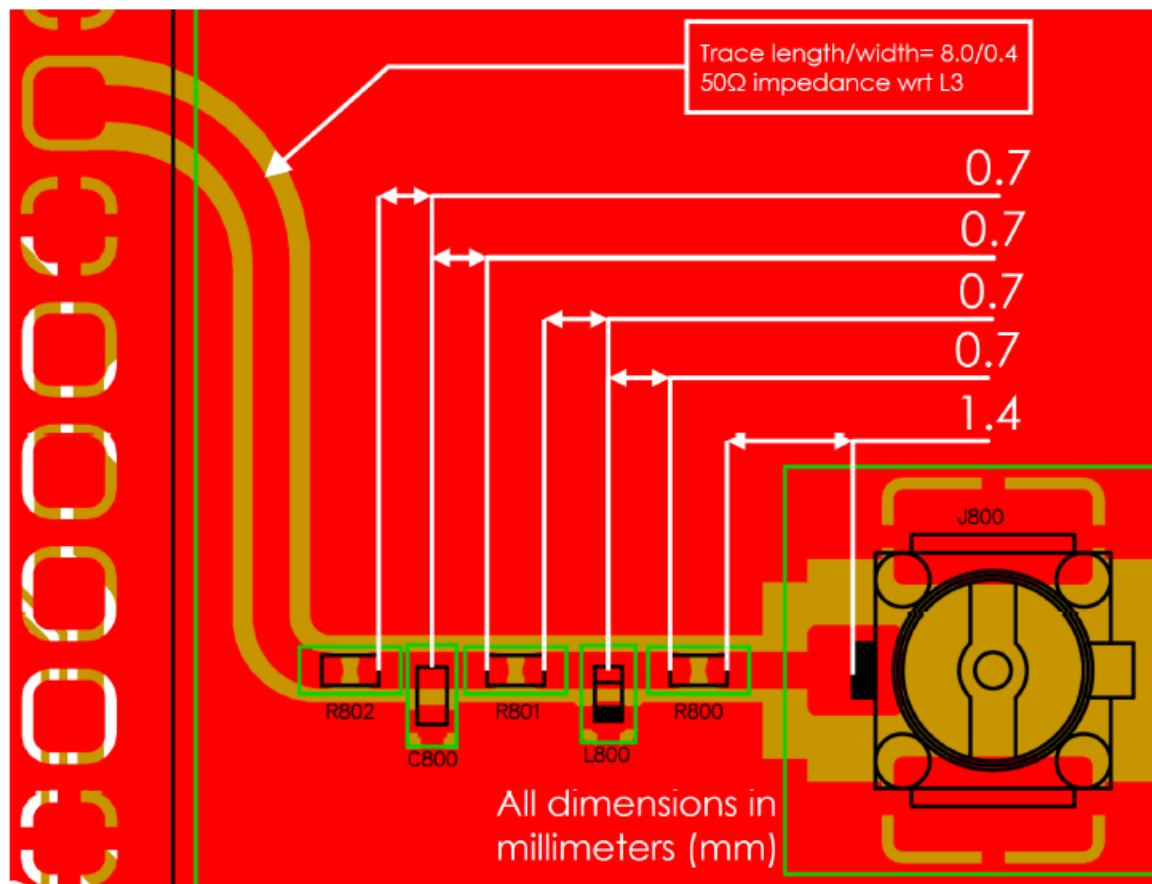 Trace length/width= 8.0/0.4
50Ω impedance wrt L3
0.7
0.7
0.7
0.7
1.4
J800
R802
R801
R800
C800
L800
All dimensions in
millimeters (mm)